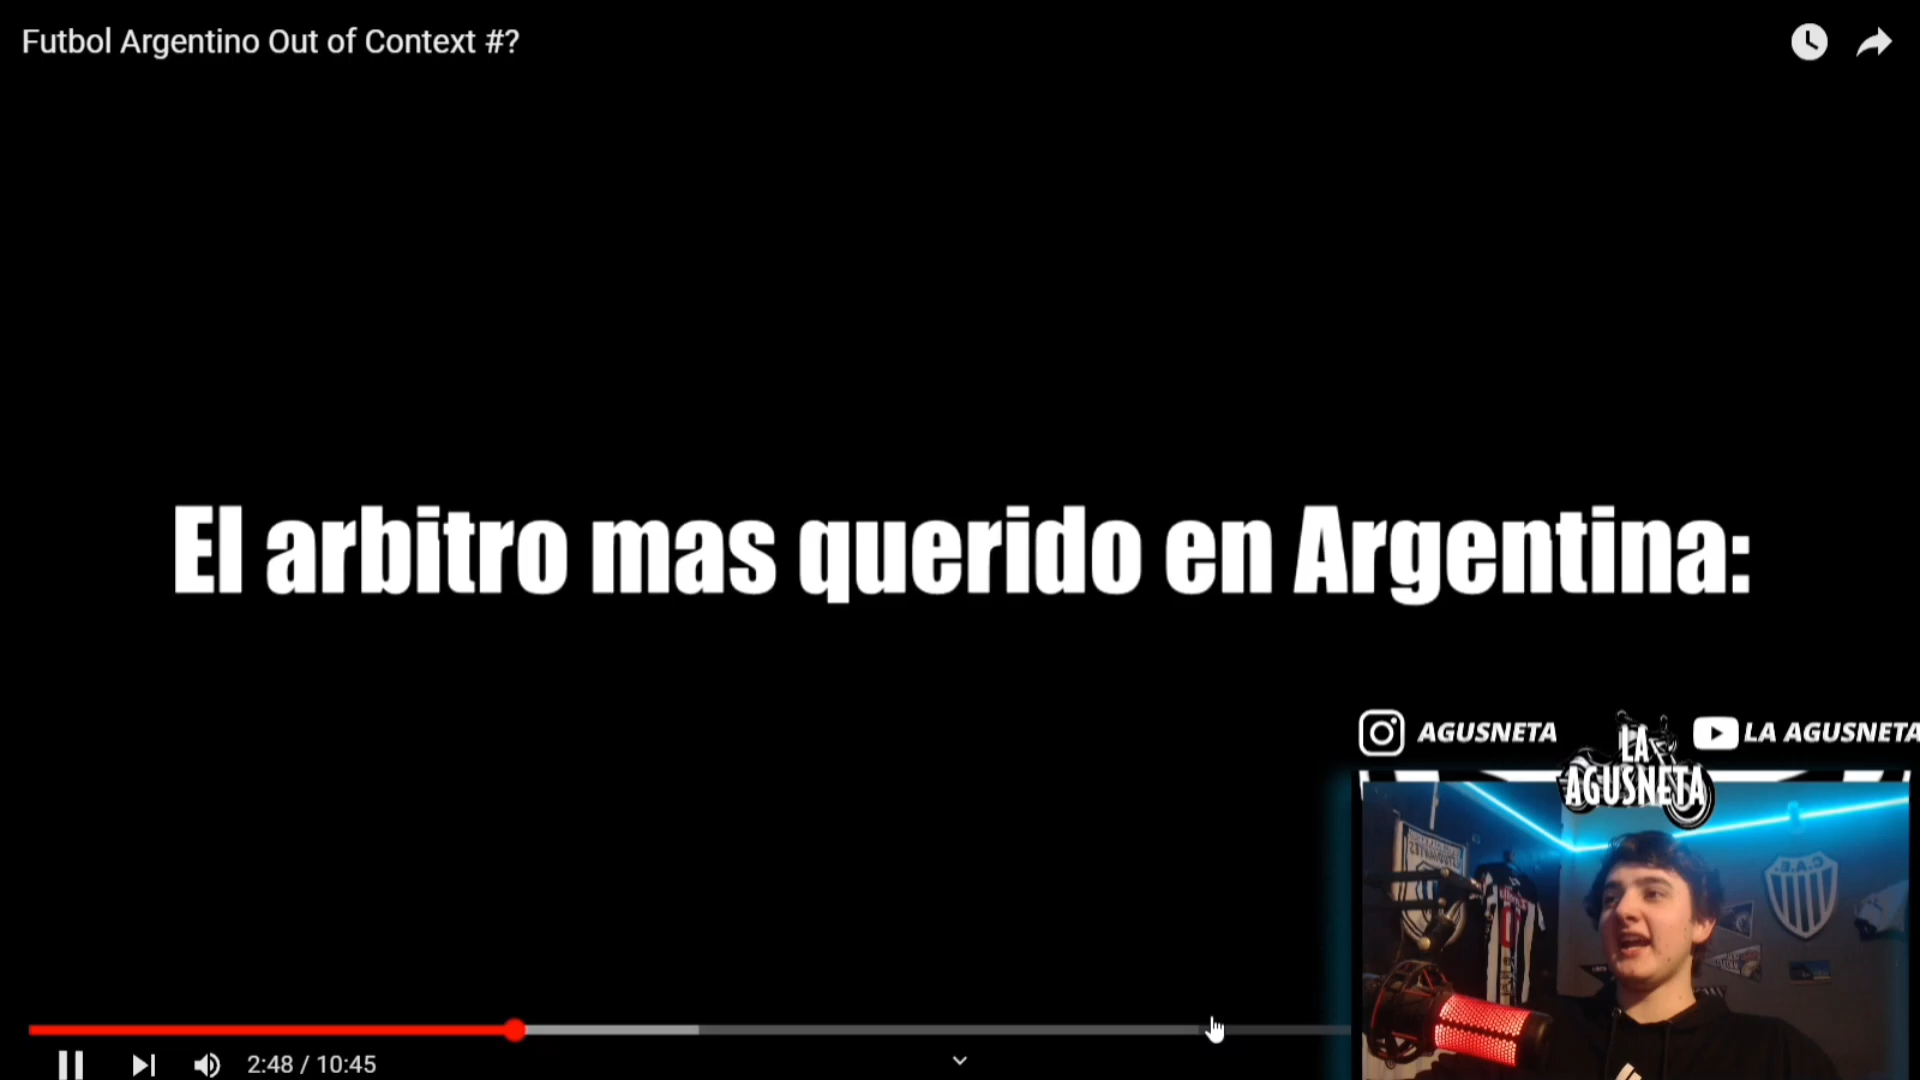 Futbol Argentino Out of Context #?
El arbitro mas querido en Argentina:
AGUSNETA
LA AGUSNETA
LA
AGUSNETA
C.A.E.
2:48 / 10:45